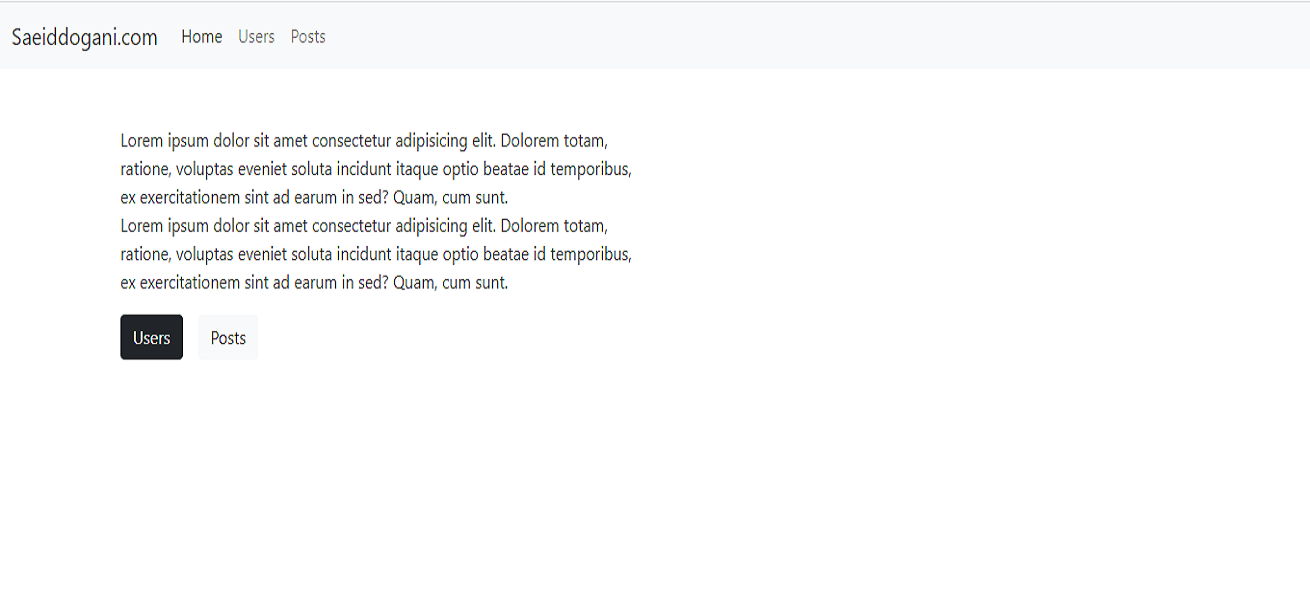 Saeiddogani.com Home Users Posts
Lorem ipsum dolor sit amet consectetur adipisicing elit. Dolorem totam,
ratione, voluptas eveniet soluta incidunt itaque optio beatae id temporibus,
ex exercitationem sint ad earum in sed? Quam, cum sunt.
Lorem ipsum dolor sit amet consectetur adipisicing elit. Dolorem totam,
ratione, voluptas eveniet soluta incidunt itaque optio beatae id temporibus,
ex exercitationem sint ad earum in sed? Quam, cum sunt.
Users Posts